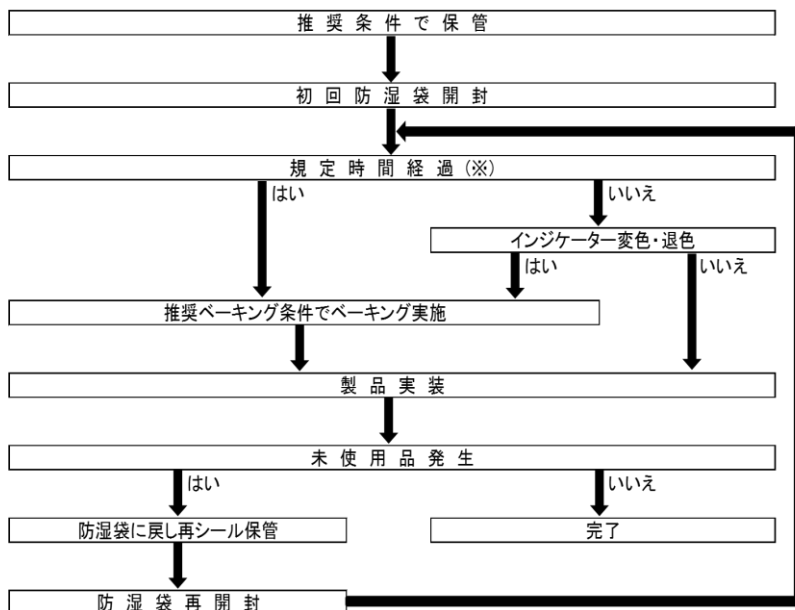 推奨条件で保管
初回防湿袋開封
規定時間経過(※)
はい
いいえ
インジケーター変色・退色
はい
いいえ
推奨ベーキング条件でベーキング実施
製品実装
未使用品発生
はい
いいえ
防湿袋に戻し再シール保管
完了
防湿袋再開封